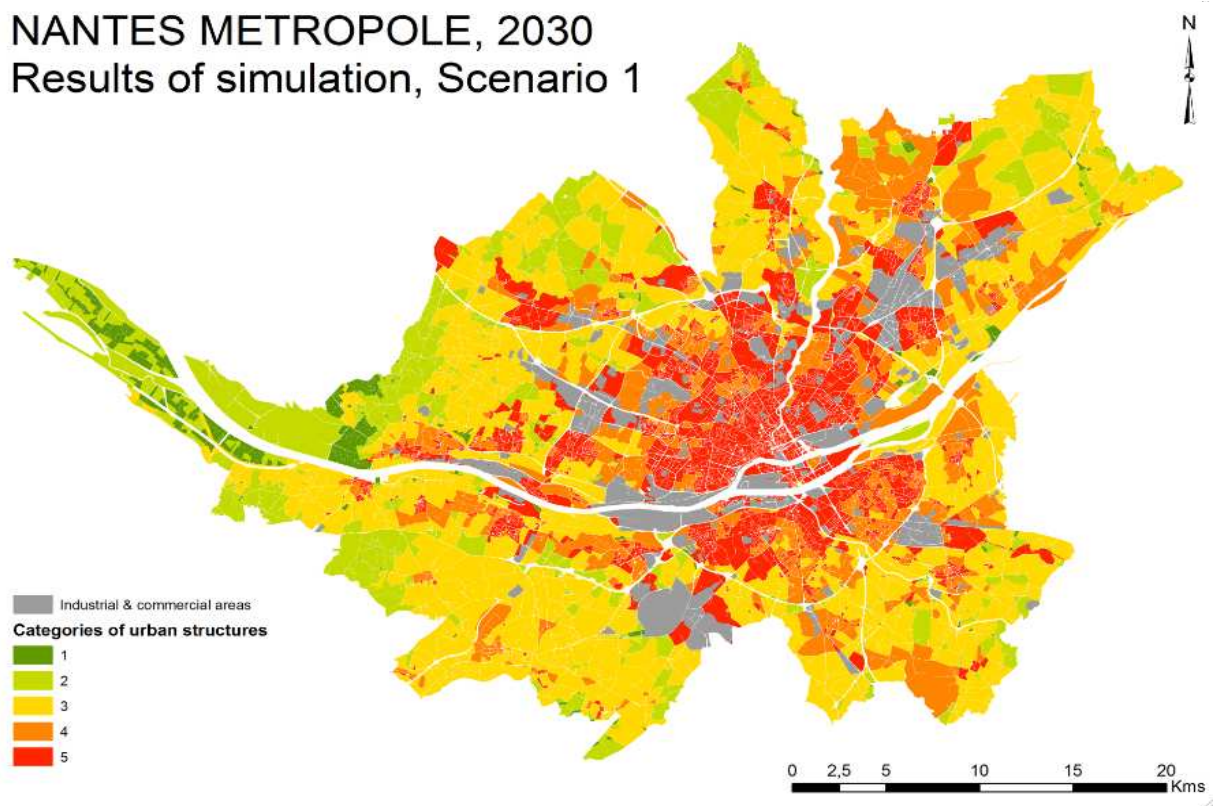 NANTES METROPOLE, 2030
Results of simulation, Scenario 1
N
Industrial & commercial areas
Categories of urban structures
1
2
3
4
5
0 2,5 5 10 15 20
Kms